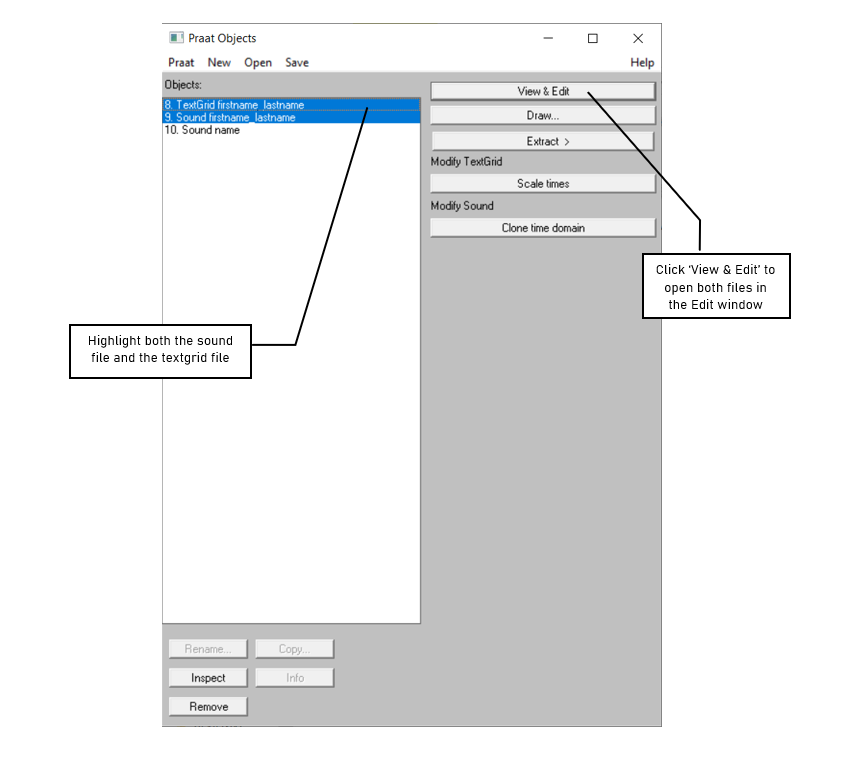 Praat Objects
Praat New Open Save Help
Objects:
8. TextGrid firstname_lastname
9. Sound firstname_lastname
10. Sound name
View & Edit
Draw...
Extract >
Modify TextGrid
Scale times
Modify Sound
Clone time domain
Click ‘View & Edit’ to
open both files in
the Edit window
Highlight both the sound
file and the textgrid file
Rename... Copy...
Inspect Info
Remove